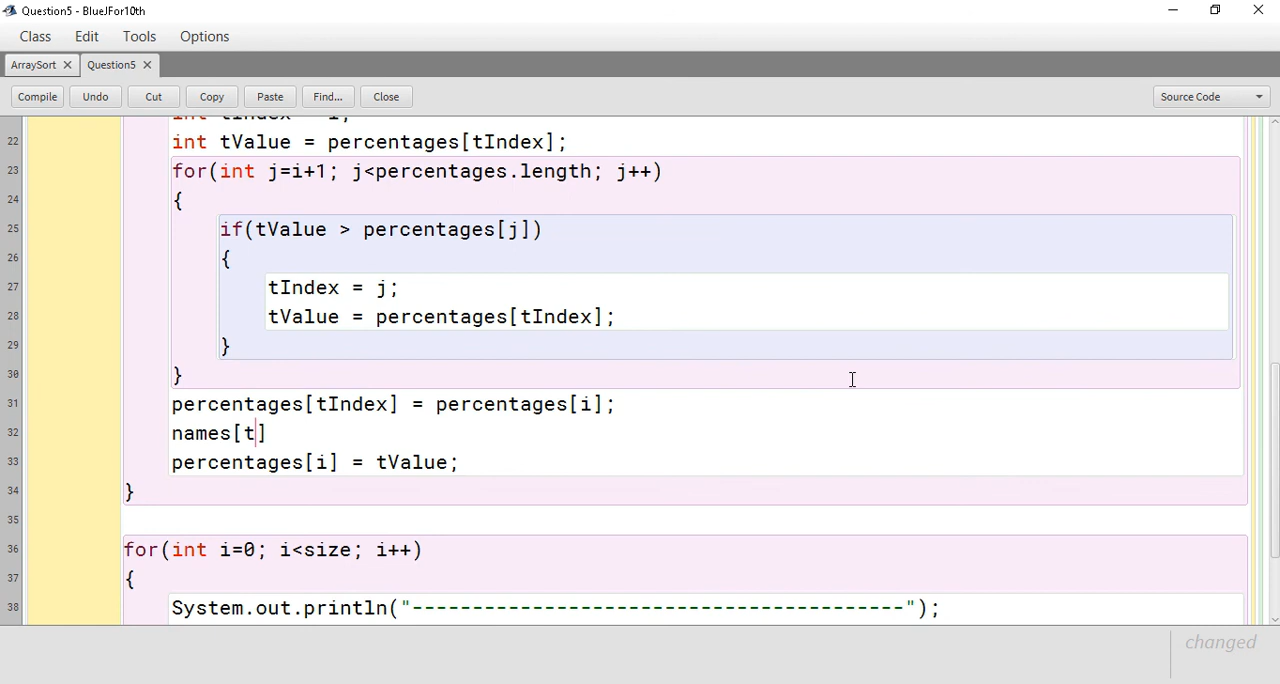 Question5 - BlueJFor10th
Class Edit Tools Options
ArraySort Question5
Compile Undo Cut Copy Paste Find... Close Source Code
int tIndex = i;
22 int tValue = percentages[tIndex];
23 for(int j=i+1; j<percentages.length; j++)
24 {
25 if(tValue > percentages[j])
26 {
27 tIndex = j;
28 tValue = percentages[tIndex];
29 }
30 }
31 percentages[tIndex] = percentages[i];
32 names[t]
33 percentages[i] = tValue;
34 }
35
36 for(int i=0; i<size; i++)
37 {
38 System.out.println("-----------------------------------------");
changed